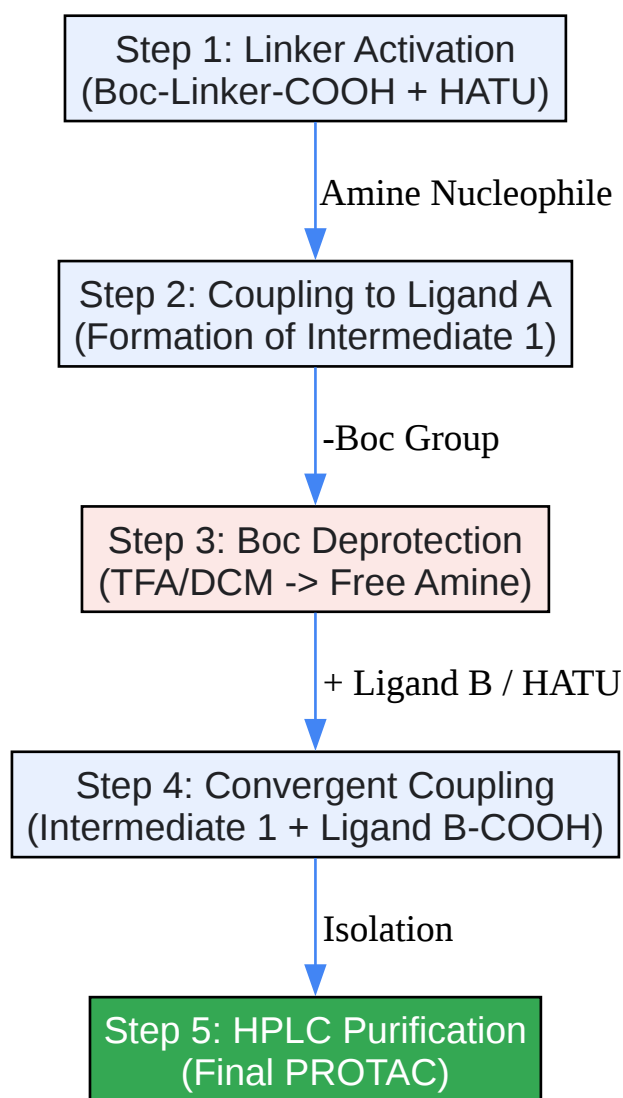 Step 1: Linker Activation
(Boc-Linker-COOH + HATU)
Amine Nucleophile
Step 2: Coupling to Ligand A
(Formation of Intermediate 1)
-Boc Group
Step 3: Boc Deprotection
(TFA/DCM -> Free Amine)
+ Ligand B / HATU
Step 4: Convergent Coupling
(Intermediate 1 + Ligand B-COOH)
Isolation
Step 5: HPLC Purification
(Final PROTAC)